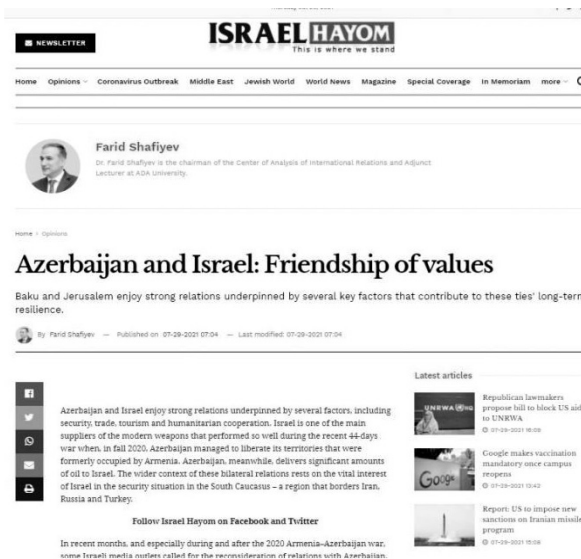 NEWSLETTER
ISRAEL HAYOM
This is where we stand
Home Opinions Coronavirus Outbreak Middle East Jewish World World News Magazine Special Coverage In Memoriam more
Farid Shafiyev
Dr. Farid Shafiyev is the chairman of the Center of Analysis of International Relations and Adjunct
Lecturer at ADA University.
Home > Opinions
Azerbaijan and Israel: Friendship of values
Baku and Jerusalem enjoy strong relations underpinned by several key factors that contribute to these ties' long-term
resilience.
By Farid Shafiyev — Published on 07-29-2021 07:04 — Last modified: 07-29-2021 07:04
Azerbaijan and Israel enjoy strong relations underpinned by several factors, including
security, trade, tourism and humanitarian cooperation. Israel is one of the main
suppliers of the modern weapons that performed so well during the recent 44-days
war when, in fall 2020, Azerbaijan managed to liberate its territories that were
formerly occupied by Armenia. Azerbaijan, meanwhile, delivers significant amounts
of oil to Israel. The wider context of these bilateral relations rests on the vital interest
of Israel in the security situation in the South Caucasus – a region that borders Iran,
Russia and Turkey.
Follow Israel Hayom on Facebook and Twitter
In recent months, and especially during and after the 2020 Armenia–Azerbaijan war,
some Israeli media outlets called for the reconsideration of relations with Azerbaijan.
Latest articles
UNRWA
Republican lawmakers
propose bill to block US aid
to UNRWA
07-29-2021 16:09
Google
Google makes vaccination
mandatory once campus
reopens
07-29-2021 13:42
Report: US to impose new
sanctions on Iranian missile
program
07-29-2021 15:08